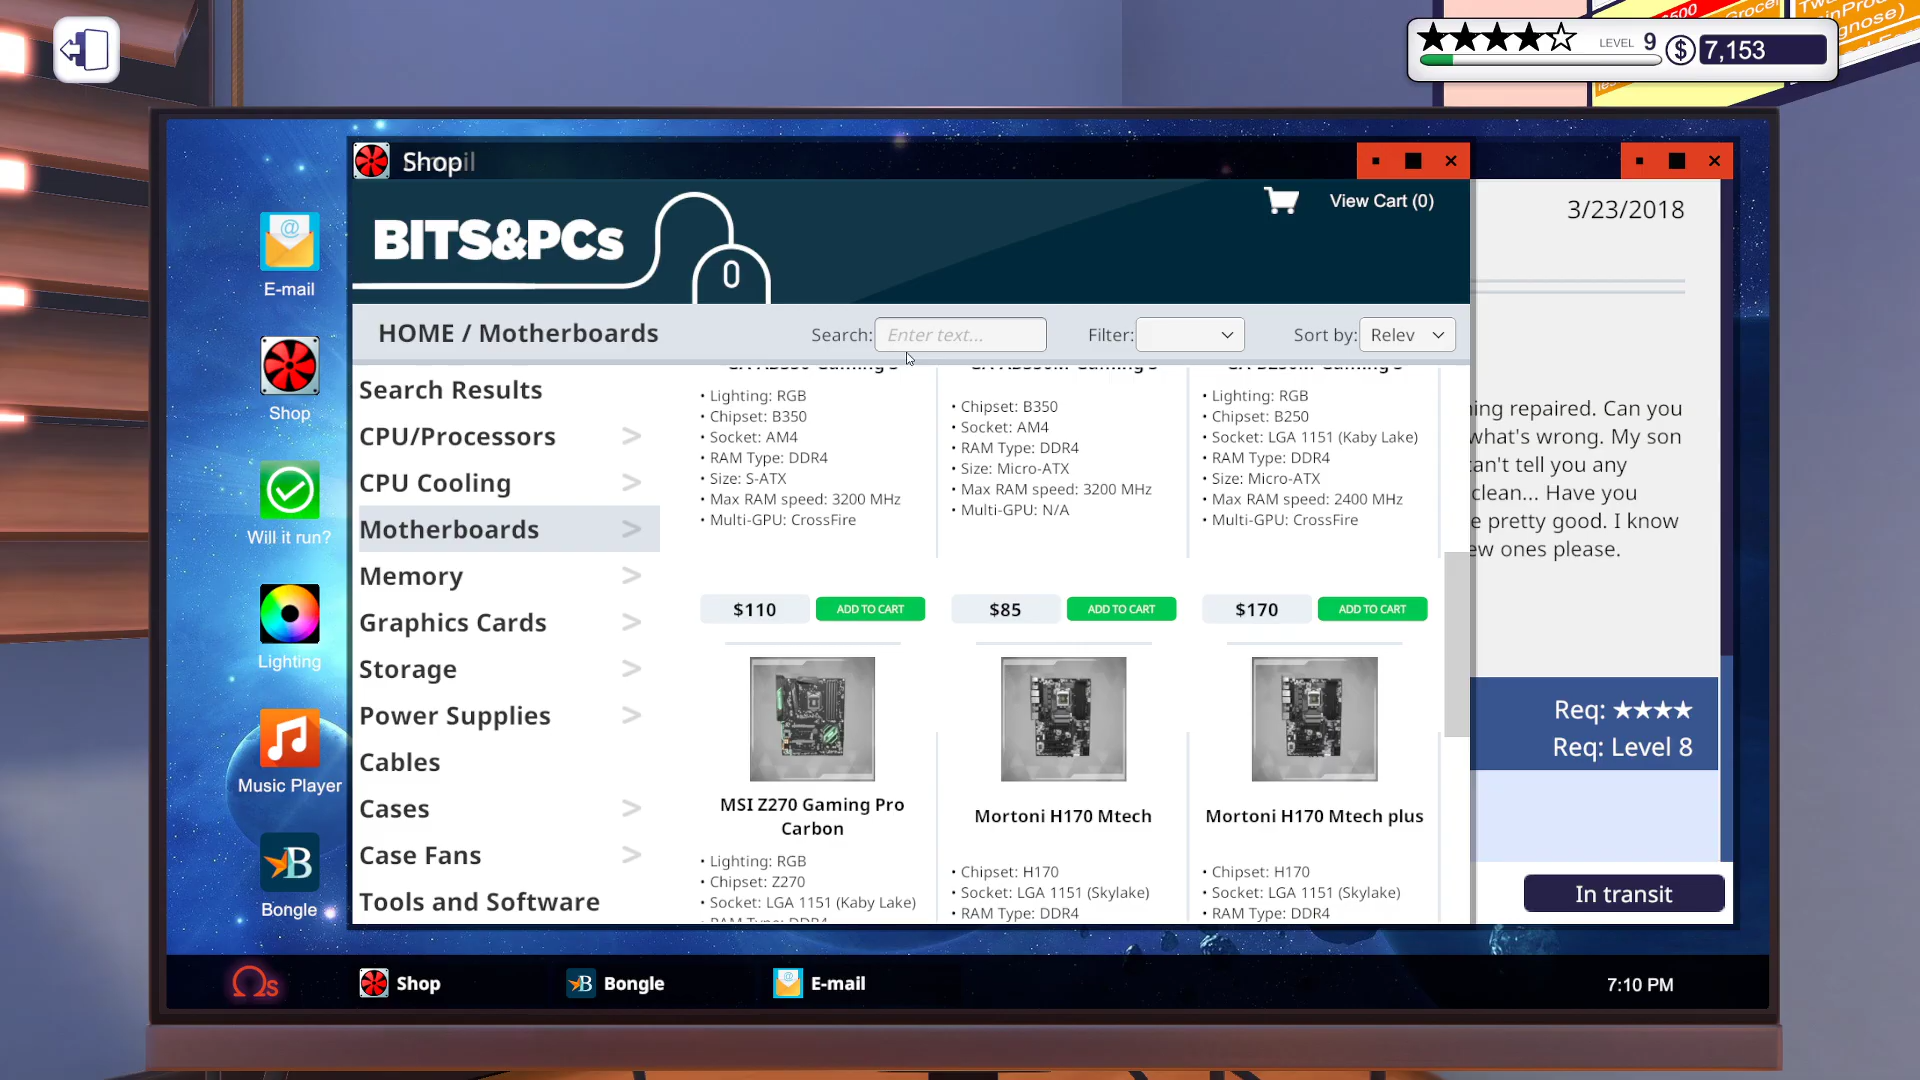 $500
Grocer
LEVEL 9
$ 7,153
Shop
3/23/2018
BITS&PCs
View Cart (0)
HOME / Motherboards
Search: Enter text...
Filter:
Sort by: Relev
Search Results
CPU/Processors >
CPU Cooling >
Motherboards >
Memory >
Graphics Cards >
Storage >
Power Supplies >
Cables
Cases >
Case Fans >
Tools and Software
• Lighting: RGB
• Chipset: B350
• Socket: AM4
• RAM Type: DDR4
• Size: S-ATX
• Max RAM speed: 3200 MHz
• Multi-GPU: CrossFire
$110
ADD TO CART
• Chipset: B350
• Socket: AM4
• RAM Type: DDR4
• Size: Micro-ATX
• Max RAM speed: 3200 MHz
• Multi-GPU: N/A
$85
ADD TO CART
• Lighting: RGB
• Chipset: B250
• Socket: LGA 1151 (Kaby Lake)
• RAM Type: DDR4
• Size: Micro-ATX
• Max RAM speed: 2400 MHz
• Multi-GPU: CrossFire
$170
ADD TO CART
MSI Z270 Gaming Pro
Carbon
• Lighting: RGB
• Chipset: Z270
• Socket: LGA 1151 (Kaby Lake)
• RAM Type: DDR4
Mortoni H170 Mtech
• Chipset: H170
• Socket: LGA 1151 (Skylake)
• RAM Type: DDR4
Mortoni H170 Mtech plus
• Chipset: H170
• Socket: LGA 1151 (Skylake)
• RAM Type: DDR4
ing repaired. Can you
what's wrong. My son
an't tell you any
clean... Have you
e pretty good. I know
ew ones please.
Req: ★★★★
Req: Level 8
In transit
E-mail
Shop
Will it run?
Lighting
Music Player
Bongle
Ωs
Shop
Bongle
E-mail
7:10 PM